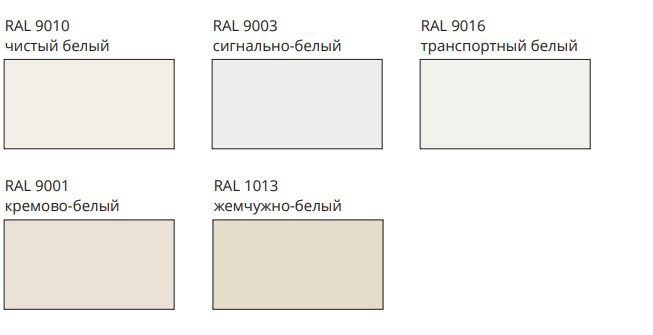 RAL 9010
чистый белый
RAL 9003
сигнально-белый
RAL 9016
транспортный белый
RAL 9001
кремово-белый
RAL 1013
жемчужно-белый